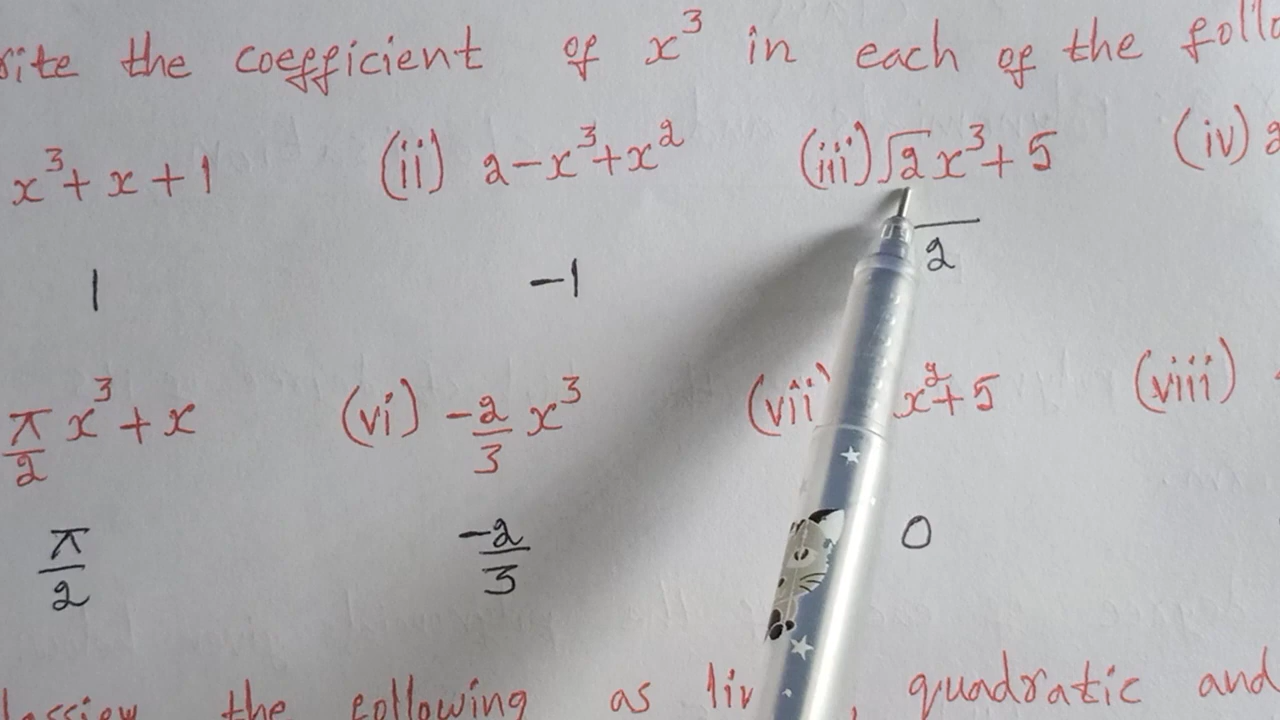 the coefficient of x³ in each of the
x³ + x + 1 (ii) 2 - x³ + x² (iii) √2 x³ + 5 (iv) 2
1 -1 2
π/2 x³ + x (vi) -2/3 x³ (vii) x² + 5 (viii)
π/2 -2/3 0
the following as quadratic and